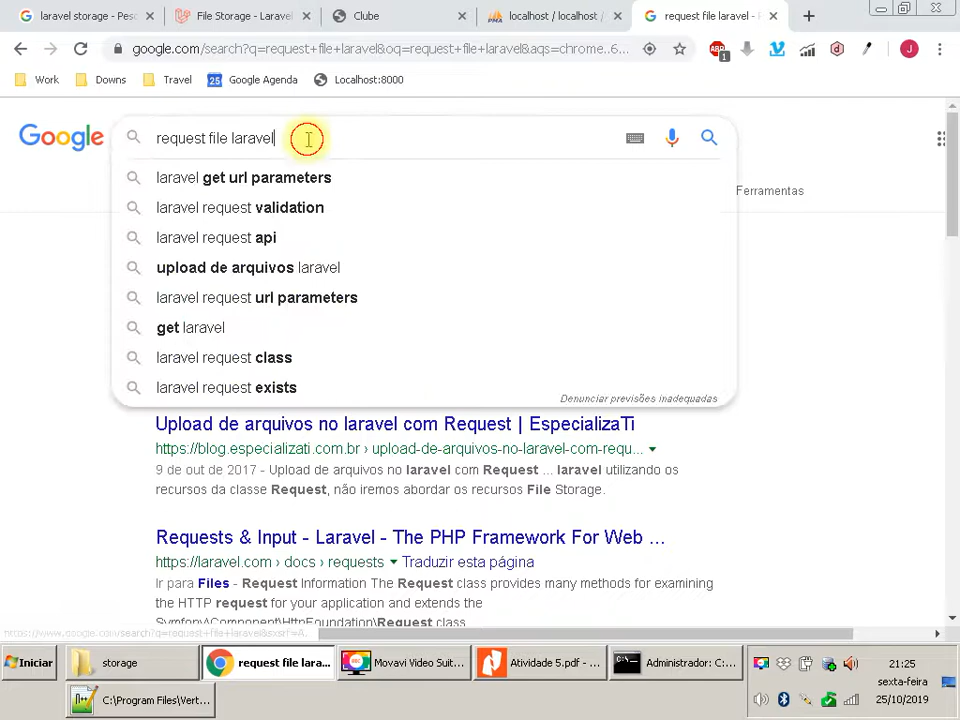 laravel storage - Pesc
File Storage - Laravel
Clube
localhost / localhost /
request file laravel - P
google.com/search?q=request+file+laravel&oq=request+file+laravel&aqs=chrome..6...
ABP
1
J
Work
Downs
Travel
25
Google Agenda
Localhost:8000
Google
request file laravel
laravel get url parameters
laravel request validation
laravel request api
upload de arquivos laravel
laravel request url parameters
get laravel
laravel request class
laravel request exists
Denunciar previsões inadequadas
Ferramentas
Upload de arquivos no laravel com Request | EspecializaTi
https://blog.especializati.com.br › upload-de-arquivos-no-laravel-com-requ...
9 de out de 2017 - Upload de arquivos no laravel com Request ... laravel utilizando os
recursos da classe Request, não iremos abordar os recursos File Storage.
Requests & Input - Laravel - The PHP Framework For Web ...
https://laravel.com › docs › requests
Traduzir esta página
Ir para Files - Request Information The Request class provides many methods for examining
the HTTP request for your application and extends the
Symfony\Component\HttpFoundation\Request class
https://www.google.com/search?q=request+file+laravel&sxsrf=A...
Iniciar
storage
request file lara...
Movavi Video Suit...
Atividade 5.pdf - ...
Administrador: C:...
C:\Program Files\Vert...
21:25
sexta-feira
25/10/2019